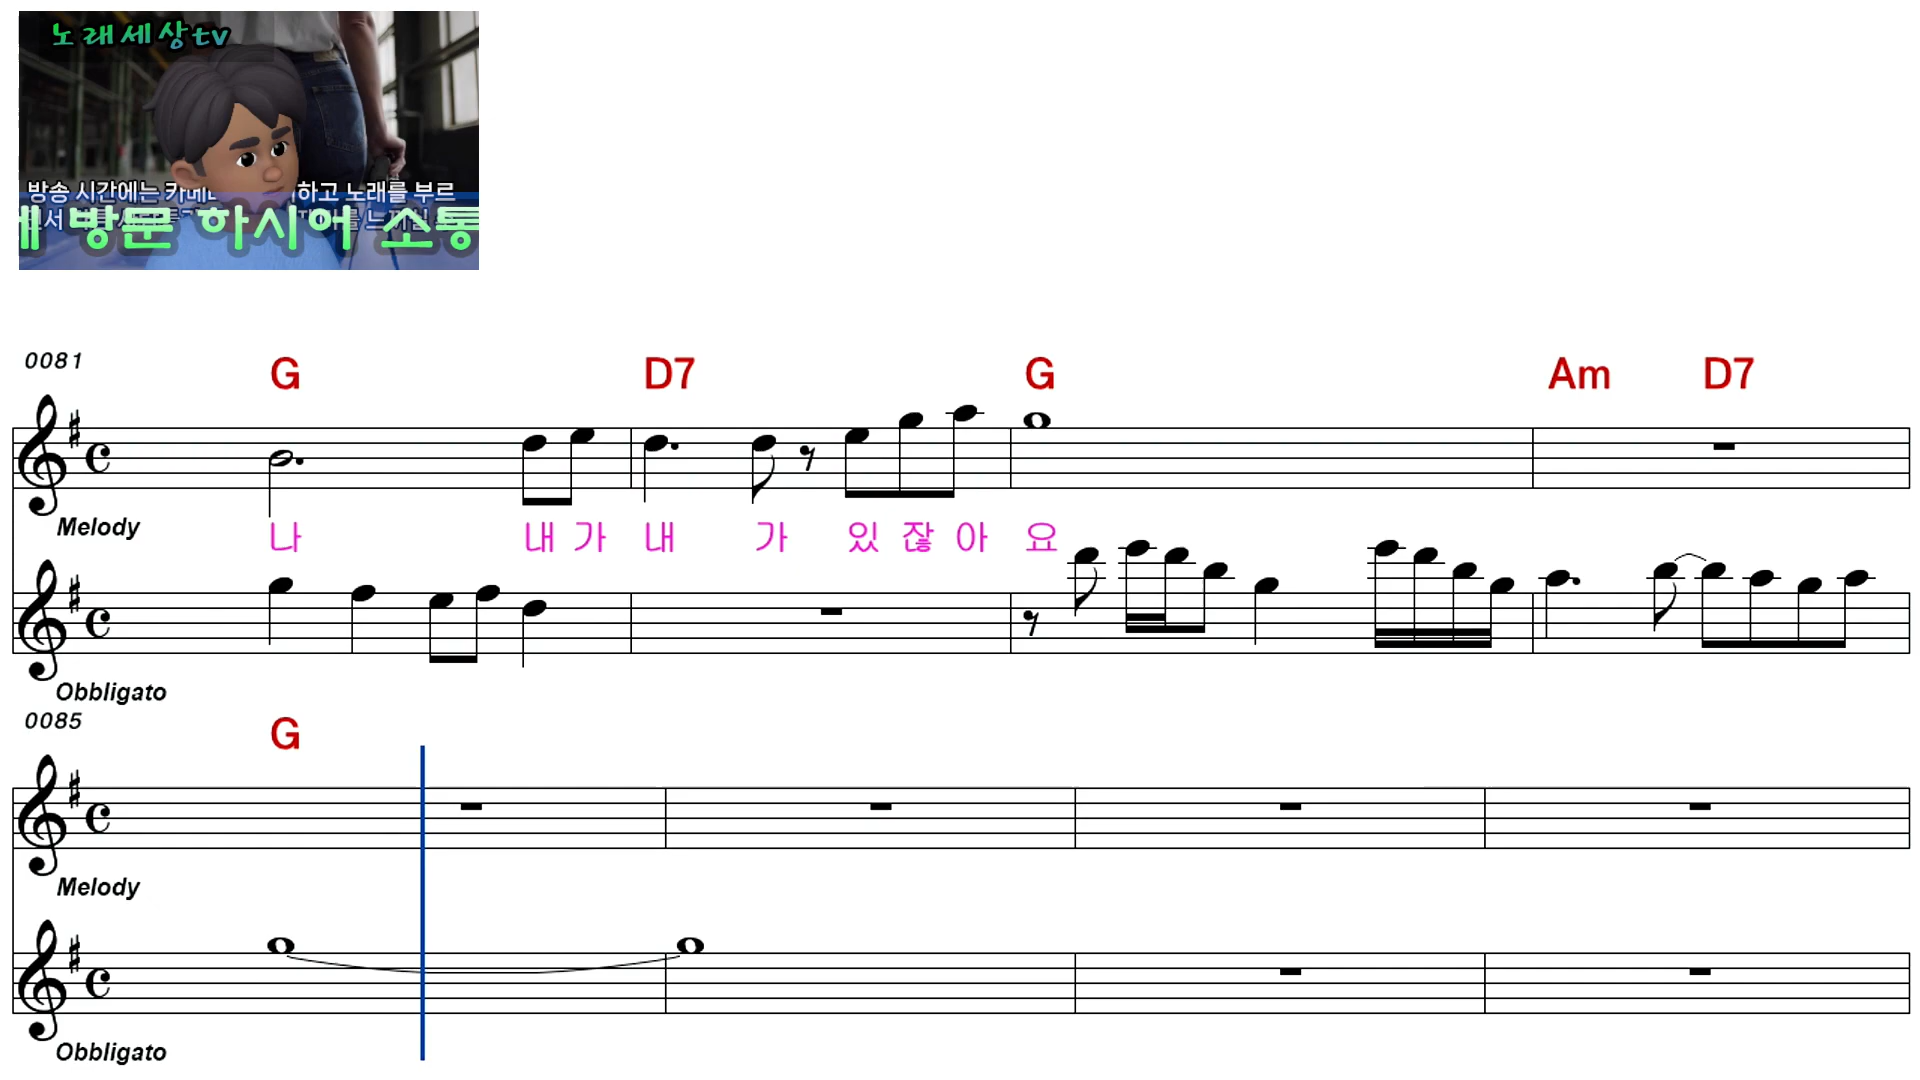 노래세상tv
방송 시간에는 하고 노래를 부르
방문 하시어 소통
0081
G D7 G Am D7
Melody
나 내 가 내 가 있 잖 아 요
Obbligato
0085
G
Melody
Obbligato